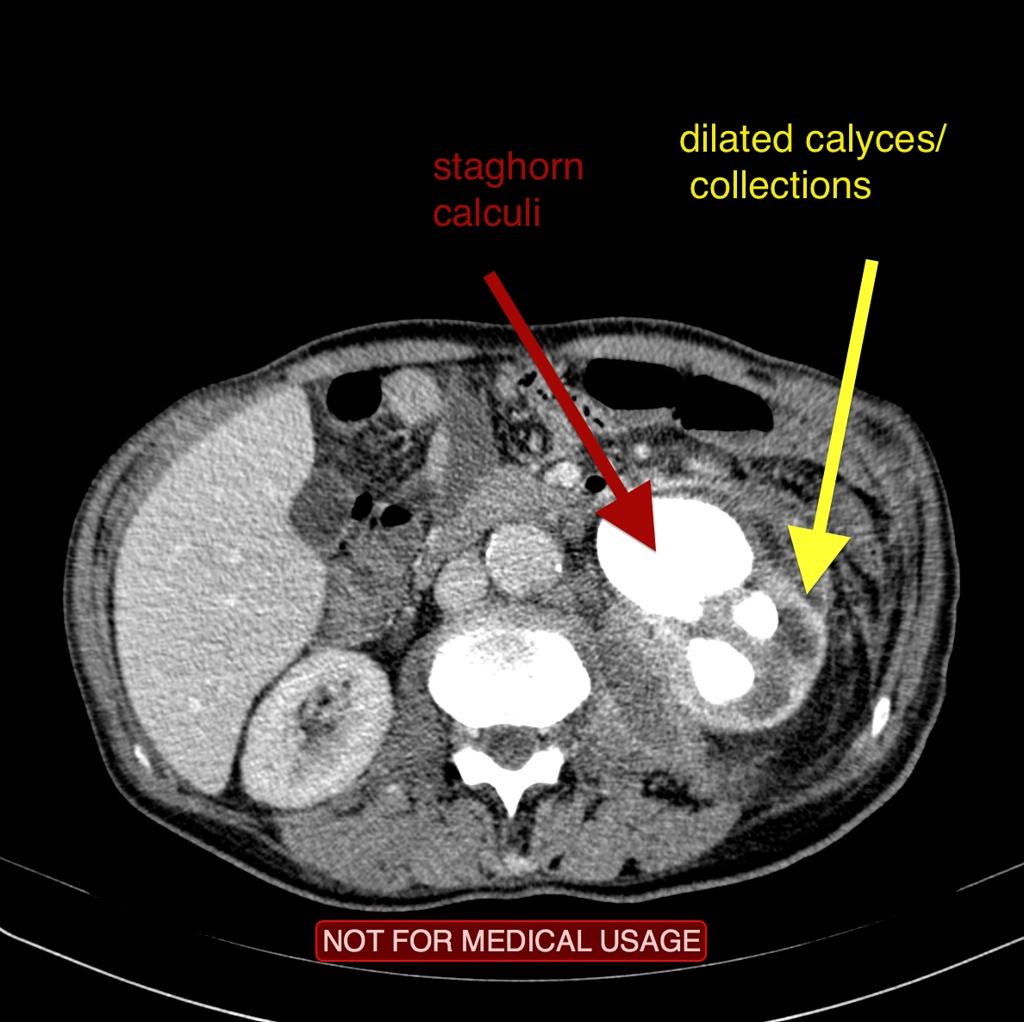 staghorn
calculi
dilated calyces/
collections
NOT FOR MEDICAL USAGE